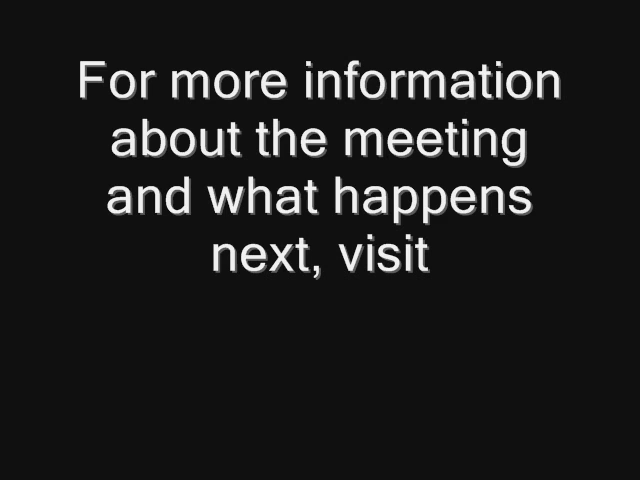 For more information
about the meeting
and what happens
next, visit